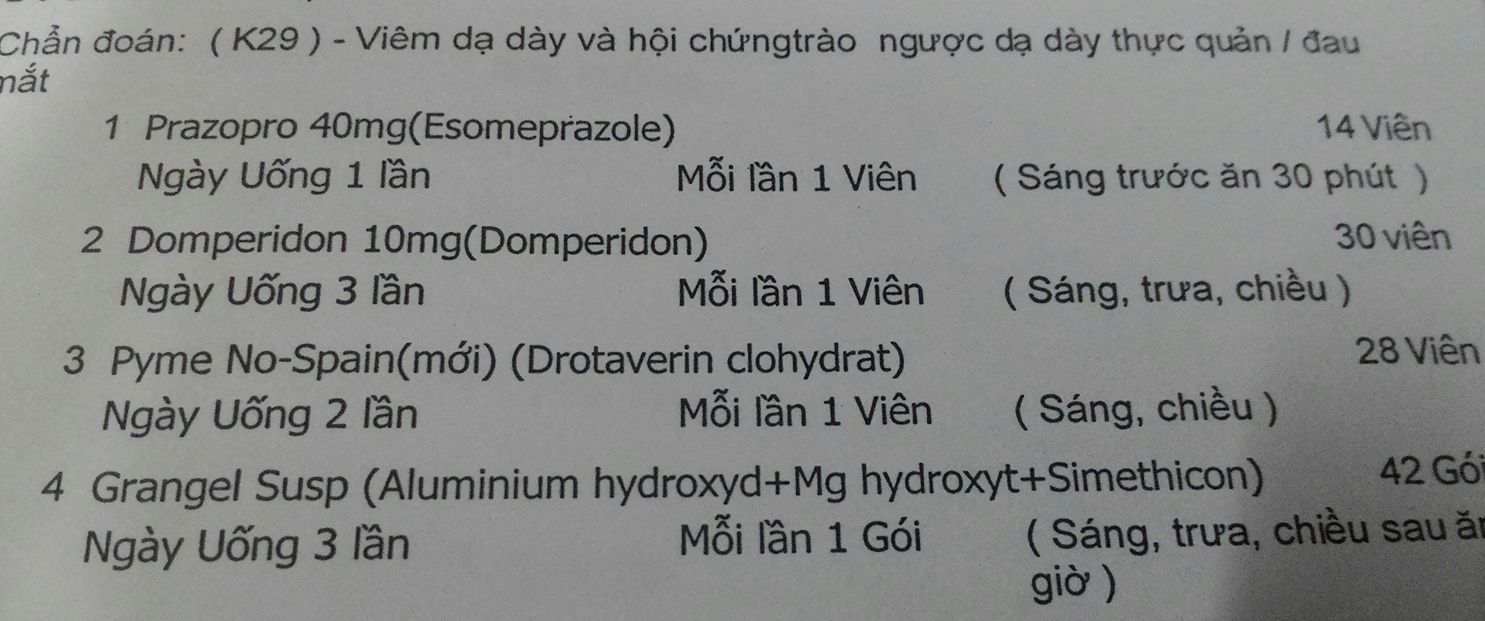 Chẩn đoán: ( K29 ) - Viêm dạ dày và hội chứngtrào ngược dạ dày thực quản / đau
mắt
1 Prazopro 40mg(Esomeprazole) 14 Viên
Ngày Uống 1 lần Mỗi lần 1 Viên ( Sáng trước ăn 30 phút )
2 Domperidon 10mg(Domperidon) 30 viên
Ngày Uống 3 lần Mỗi lần 1 Viên ( Sáng, trưa, chiều )
3 Pyme No-Spain(mới) (Drotaverin clohydrat) 28 Viên
Ngày Uống 2 lần Mỗi lần 1 Viên ( Sáng, chiều )
4 Grangel Susp (Aluminium hydroxyd+Mg hydroxyt+Simethicon) 42 Gói
Ngày Uống 3 lần Mỗi lần 1 Gói ( Sáng, trưa, chiều sau ăn
giờ )